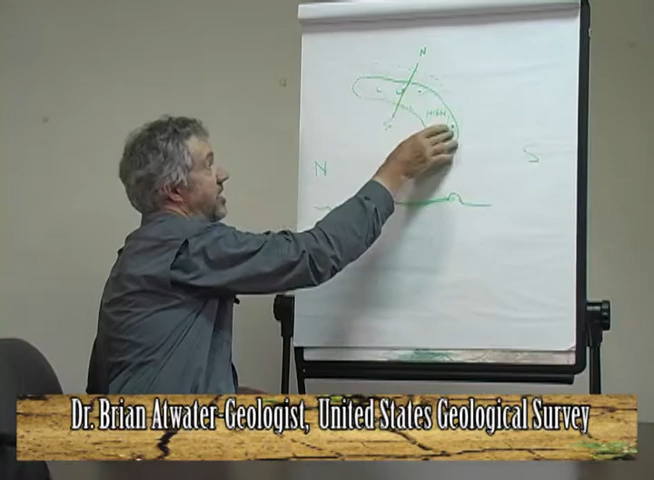 N
HIGH
N
S
Dr. Brian Atwater-Geologist, United States Geological Survey